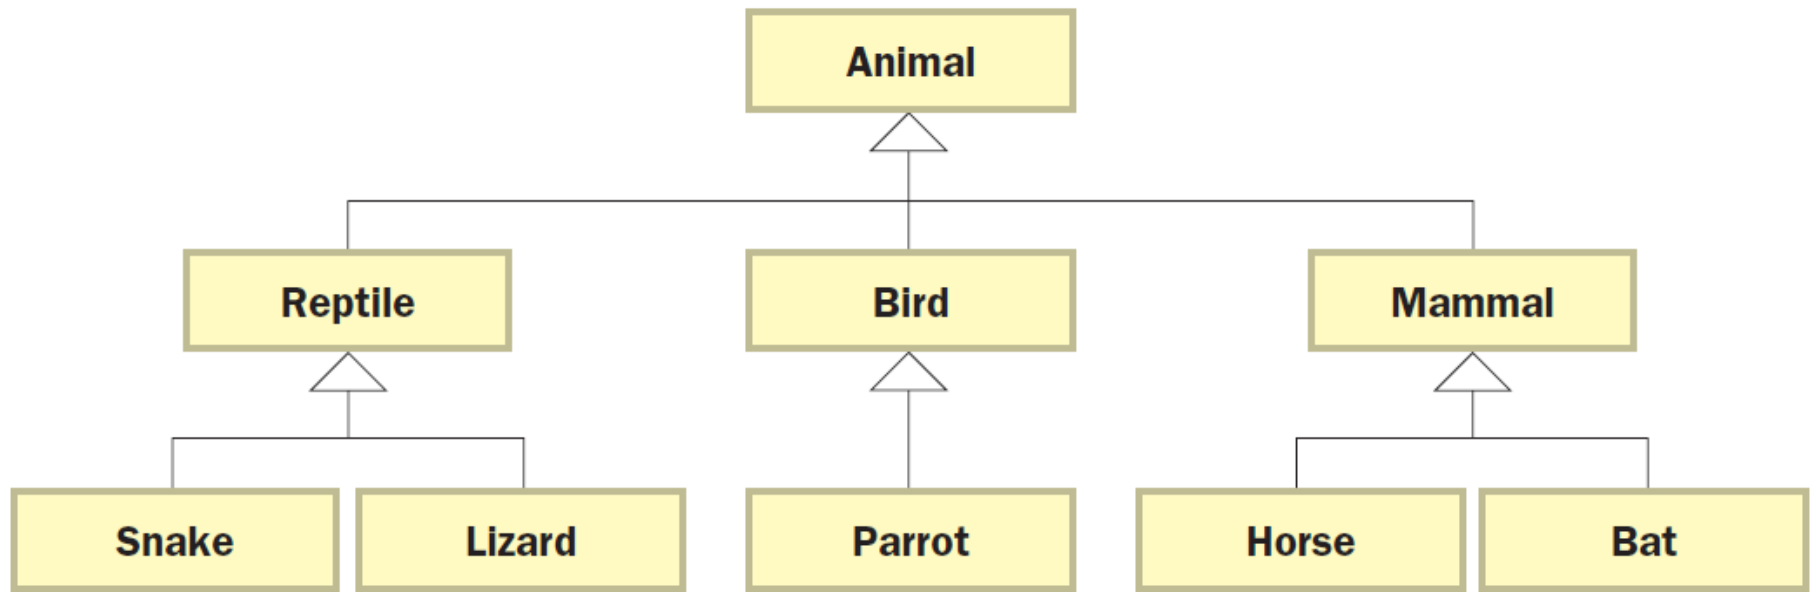 Animal
Reptile
Bird
Mammal
Snake
Lizard
Parrot
Horse
Bat